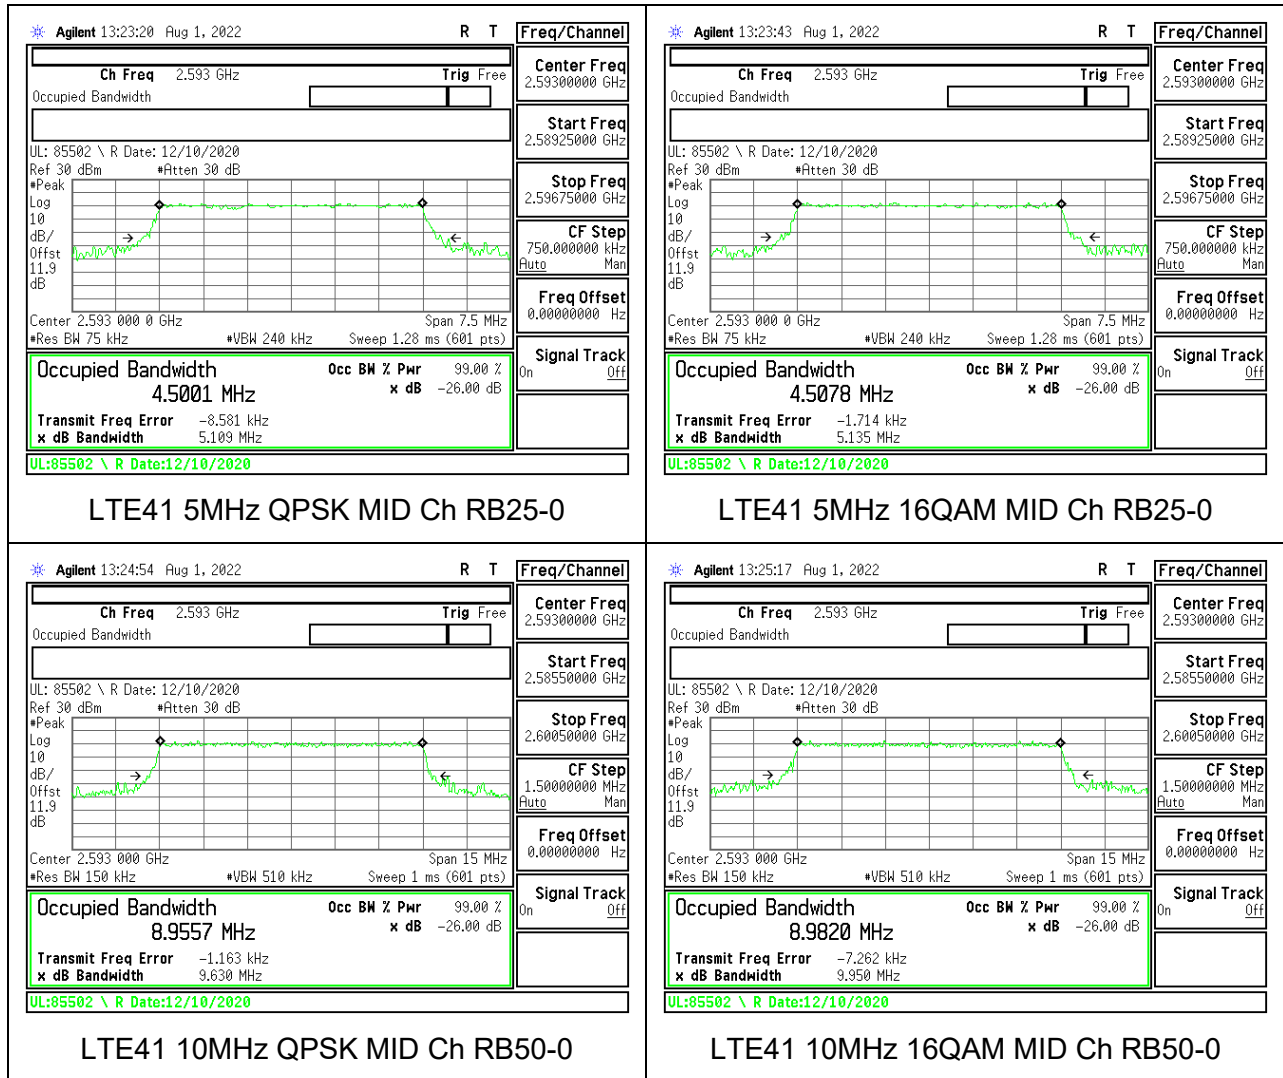 Agilent 13:23:20 Aug 1, 2022 R T Freq/Channel
Ch Freq 2.593 GHz Trig Free
Occupied Bandwidth
Center Freq
2.59300000 GHz
Start Freq
2.58925000 GHz
Stop Freq
2.59675000 GHz
CF Step
750.000000 kHz
Auto Man
Freq Offset
0.00000000 Hz
Signal Track
On Off
UL: 85502 \ R Date: 12/10/2020
Ref 30 dBm #Atten 30 dB
#Peak
Log
10
dB/
Offst
11.9
dB
Center 2.593 000 0 GHz Span 7.5 MHz
#Res BW 75 kHz #VBW 240 kHz Sweep 1.28 ms (601 pts)
Occupied Bandwidth Occ BW % Pwr 99.00 %
4.5001 MHz x dB -26.00 dB
Transmit Freq Error -8.581 kHz
x dB Bandwidth 5.109 MHz
UL:85502 \ R Date:12/10/2020
LTE41 5MHz QPSK MID Ch RB25-0
Agilent 13:23:43 Aug 1, 2022 R T Freq/Channel
Ch Freq 2.593 GHz Trig Free
Occupied Bandwidth
Center Freq
2.59300000 GHz
Start Freq
2.58925000 GHz
Stop Freq
2.59675000 GHz
CF Step
750.000000 kHz
Auto Man
Freq Offset
0.00000000 Hz
Signal Track
On Off
UL: 85502 \ R Date: 12/10/2020
Ref 30 dBm #Atten 30 dB
#Peak
Log
10
dB/
Offst
11.9
dB
Center 2.593 000 0 GHz Span 7.5 MHz
#Res BW 75 kHz #VBW 240 kHz Sweep 1.28 ms (601 pts)
Occupied Bandwidth Occ BW % Pwr 99.00 %
4.5078 MHz x dB -26.00 dB
Transmit Freq Error -1.714 kHz
x dB Bandwidth 5.135 MHz
UL:85502 \ R Date:12/10/2020
LTE41 5MHz 16QAM MID Ch RB25-0
Agilent 13:24:54 Aug 1, 2022 R T Freq/Channel
Ch Freq 2.593 GHz Trig Free
Occupied Bandwidth
Center Freq
2.59300000 GHz
Start Freq
2.58550000 GHz
Stop Freq
2.60050000 GHz
CF Step
1.50000000 MHz
Auto Man
Freq Offset
0.00000000 Hz
Signal Track
On Off
UL: 85502 \ R Date: 12/10/2020
Ref 30 dBm #Atten 30 dB
#Peak
Log
10
dB/
Offst
11.9
dB
Center 2.593 000 GHz Span 15 MHz
#Res BW 150 kHz #VBW 510 kHz Sweep 1 ms (601 pts)
Occupied Bandwidth Occ BW % Pwr 99.00 %
8.9557 MHz x dB -26.00 dB
Transmit Freq Error -1.163 kHz
x dB Bandwidth 9.630 MHz
UL:85502 \ R Date:12/10/2020
LTE41 10MHz QPSK MID Ch RB50-0
Agilent 13:25:17 Aug 1, 2022 R T Freq/Channel
Ch Freq 2.593 GHz Trig Free
Occupied Bandwidth
Center Freq
2.59300000 GHz
Start Freq
2.58550000 GHz
Stop Freq
2.60050000 GHz
CF Step
1.50000000 MHz
Auto Man
Freq Offset
0.00000000 Hz
Signal Track
On Off
UL: 85502 \ R Date: 12/10/2020
Ref 30 dBm #Atten 30 dB
#Peak
Log
10
dB/
Offst
11.9
dB
Center 2.593 000 GHz Span 15 MHz
#Res BW 150 kHz #VBW 510 kHz Sweep 1 ms (601 pts)
Occupied Bandwidth Occ BW % Pwr 99.00 %
8.9820 MHz x dB -26.00 dB
Transmit Freq Error -7.262 kHz
x dB Bandwidth 9.950 MHz
UL:85502 \ R Date:12/10/2020
LTE41 10MHz 16QAM MID Ch RB50-0